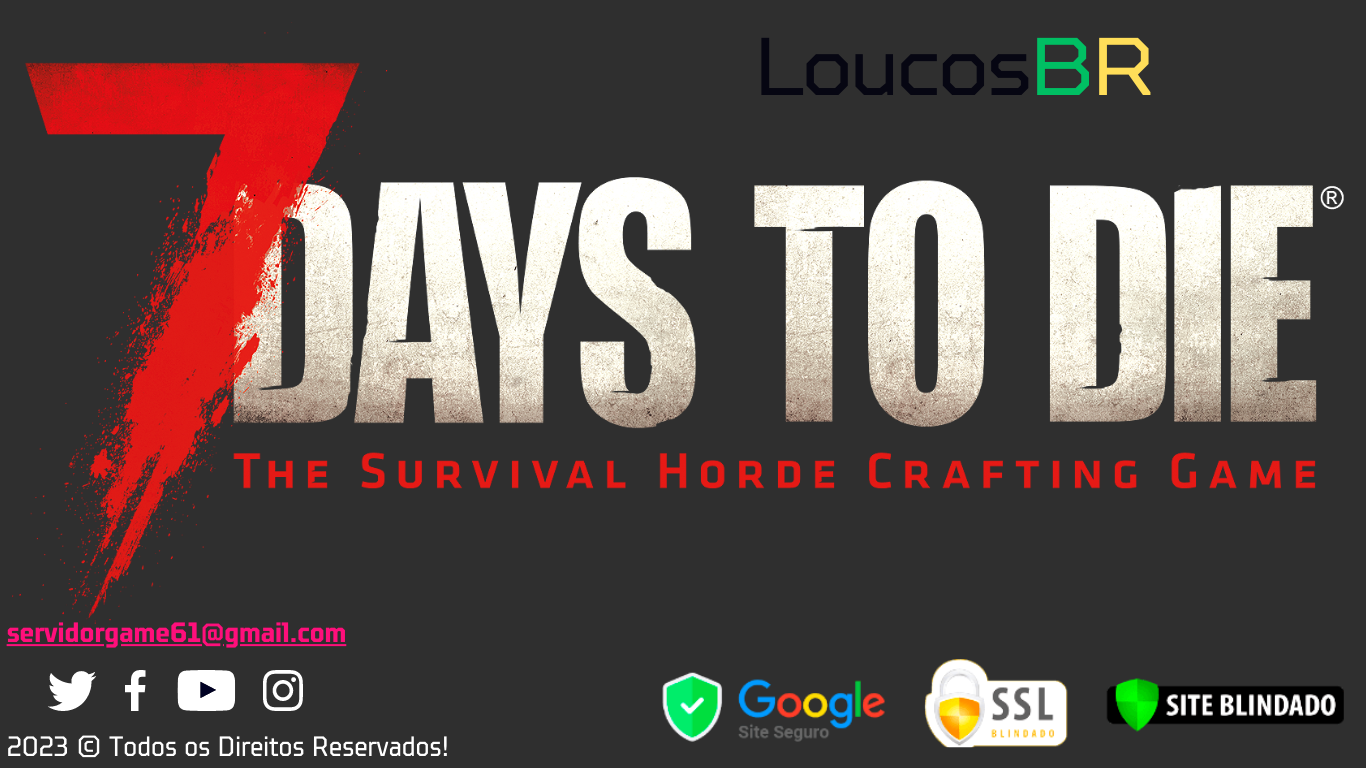 LoucosBR
7 DAYS TO DIE ®
THE SURVIVAL HORDE CRAFTING GAME
servidorgame61@gmail.com
Google
Site Seguro
SSL
BLINDADO
SITE BLINDADO
2023 © Todos os Direitos Reservados!